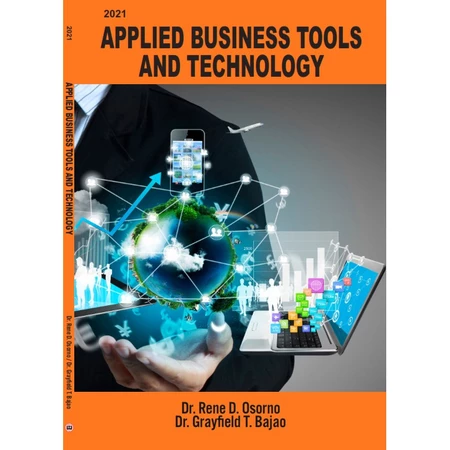 2021
APPLIED BUSINESS TOOLS
AND TECHNOLOGY
Dr. Rene D. Osorno
Dr. Grayfield T. Bajao
2021
APPLIED BUSINESS TOOLS AND TECHNOLOGY
Dr. Rene D. Osorno / Dr. Grayfield T. Bajao